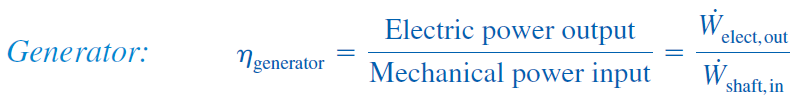 Generator: η_generator = Electric power output / Mechanical power input = Ẇ_elect, out / Ẇ_shaft, in